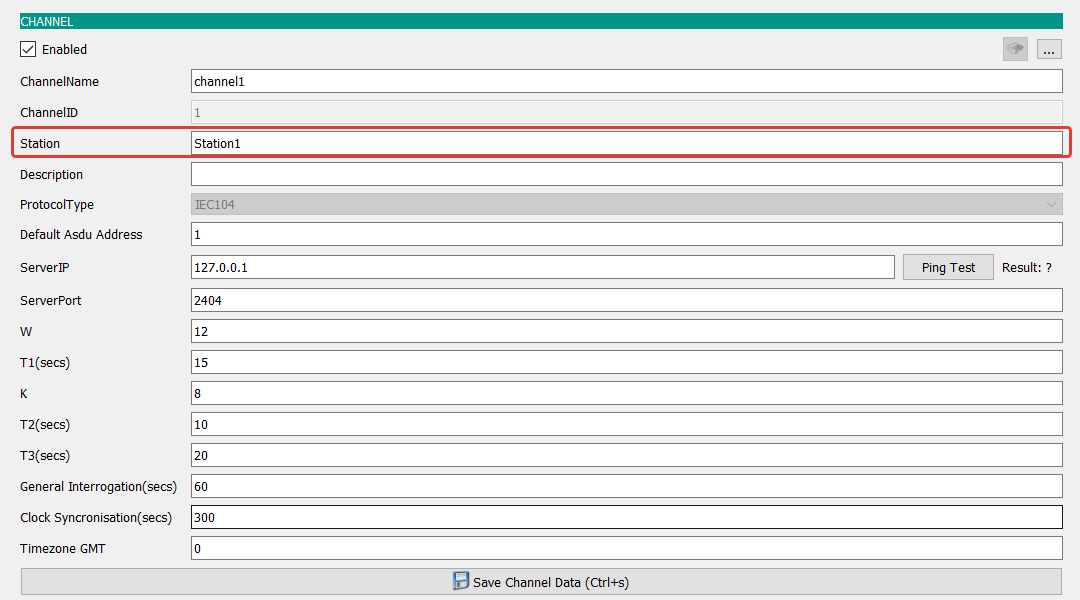 CHANNEL
Enabled ...
ChannelName channel1
ChannelID 1
Station Station1
Description
ProtocolType IEC104
Default Asdu Address 1
ServerIP 127.0.0.1 Ping Test Result: ?
ServerPort 2404
W 12
T1(secs) 15
K 8
T2(secs) 10
T3(secs) 20
General Interrogation(secs) 60
Clock Syncronisation(secs) 300
Timezone GMT 0
Save Channel Data (Ctrl+s)